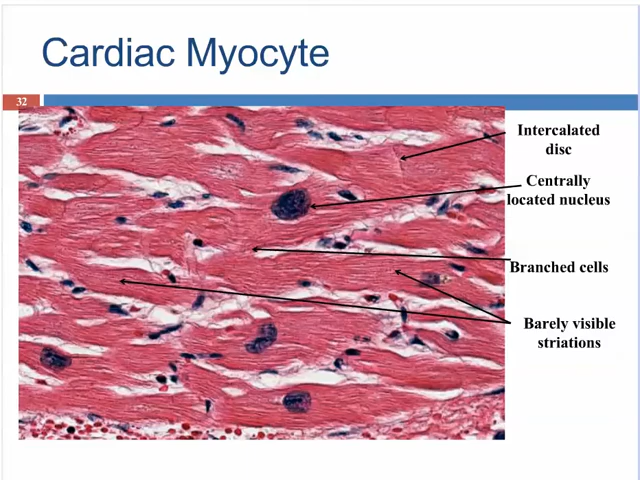 Cardiac Myocyte
32
Intercalated
disc
Centrally
located nucleus
Branched cells
Barely visible
striations